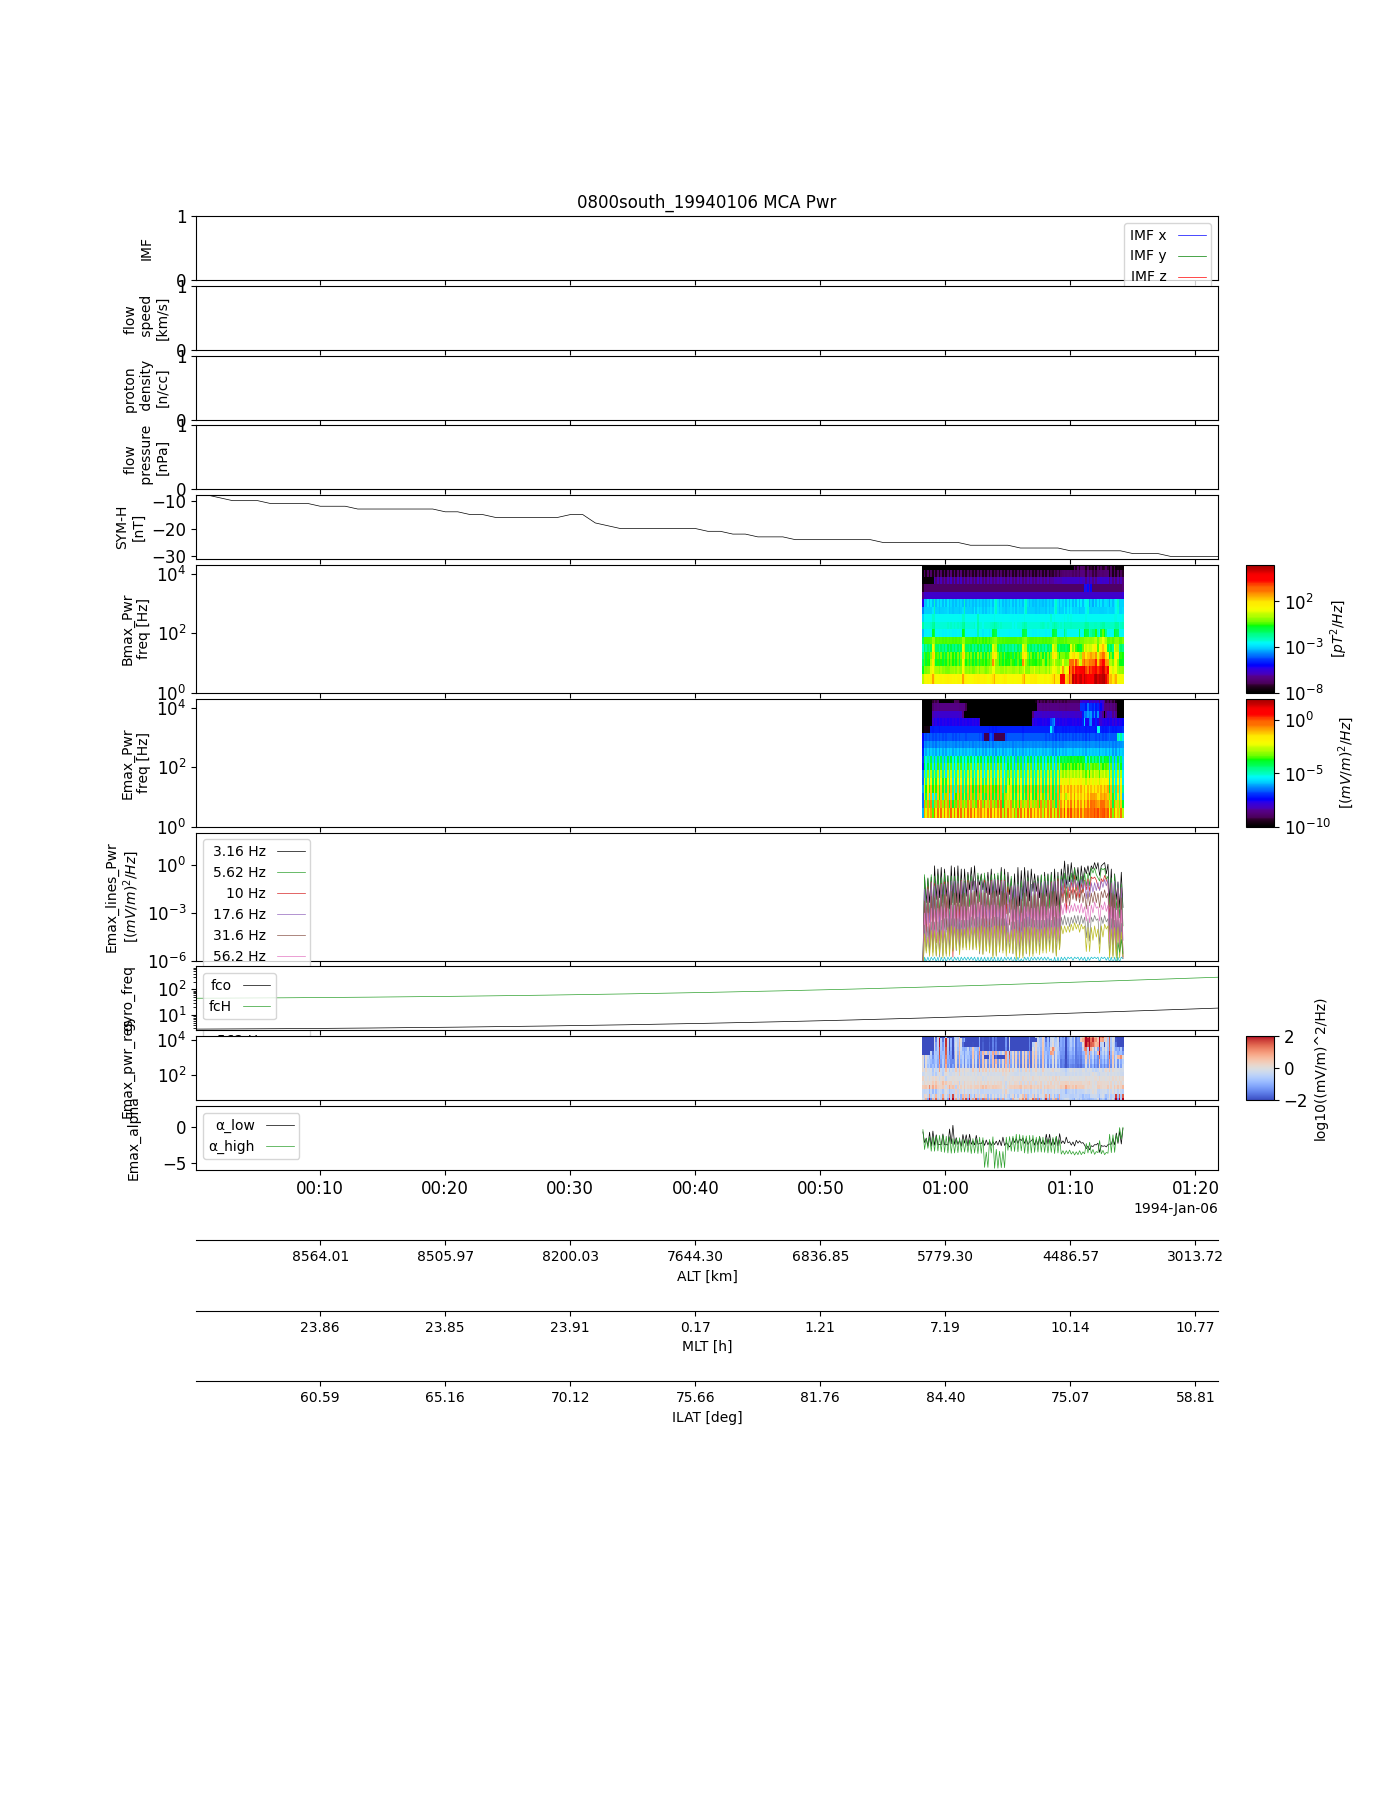 0800south_19940106 MCA Pwr
1
IMF
0
IMF x
IMF y
IMF z
1
flow
speed
[km/s]
0
1
proton
density
[n/cc]
0
1
flow
pressure
[nPa]
0
SYM-H
[nT]
−10
−20
−30
Bmax_Pwr
freq [Hz]
10^4
10^2
10^0
10^2
10^−3
10^−8
[pT^2/Hz]
Emax_Pwr
freq [Hz]
10^4
10^2
10^0
10^0
10^−5
10^−10
[(mV/m)^2/Hz]
Emax_lines_Pwr
[(mV/m)^2/Hz]
10^0
10^−3
10^−6
3.16 Hz
5.62 Hz
10 Hz
17.6 Hz
31.6 Hz
56.2 Hz
gyro_freq
10^2
10^1
fco
fcH
Emax_pwr_reg
10^4
10^2
2
0
−2
log10((mV/m)^2/Hz)
Emax_alpha
0
−5
α_low
α_high
00:10 00:20 00:30 00:40 00:50 01:00 01:10 01:20
1994-Jan-06
8564.01 8505.97 8200.03 7644.30 6836.85 5779.30 4486.57 3013.72
ALT [km]
23.86 23.85 23.91 0.17 1.21 7.19 10.14 10.77
MLT [h]
60.59 65.16 70.12 75.66 81.76 84.40 75.07 58.81
ILAT [deg]